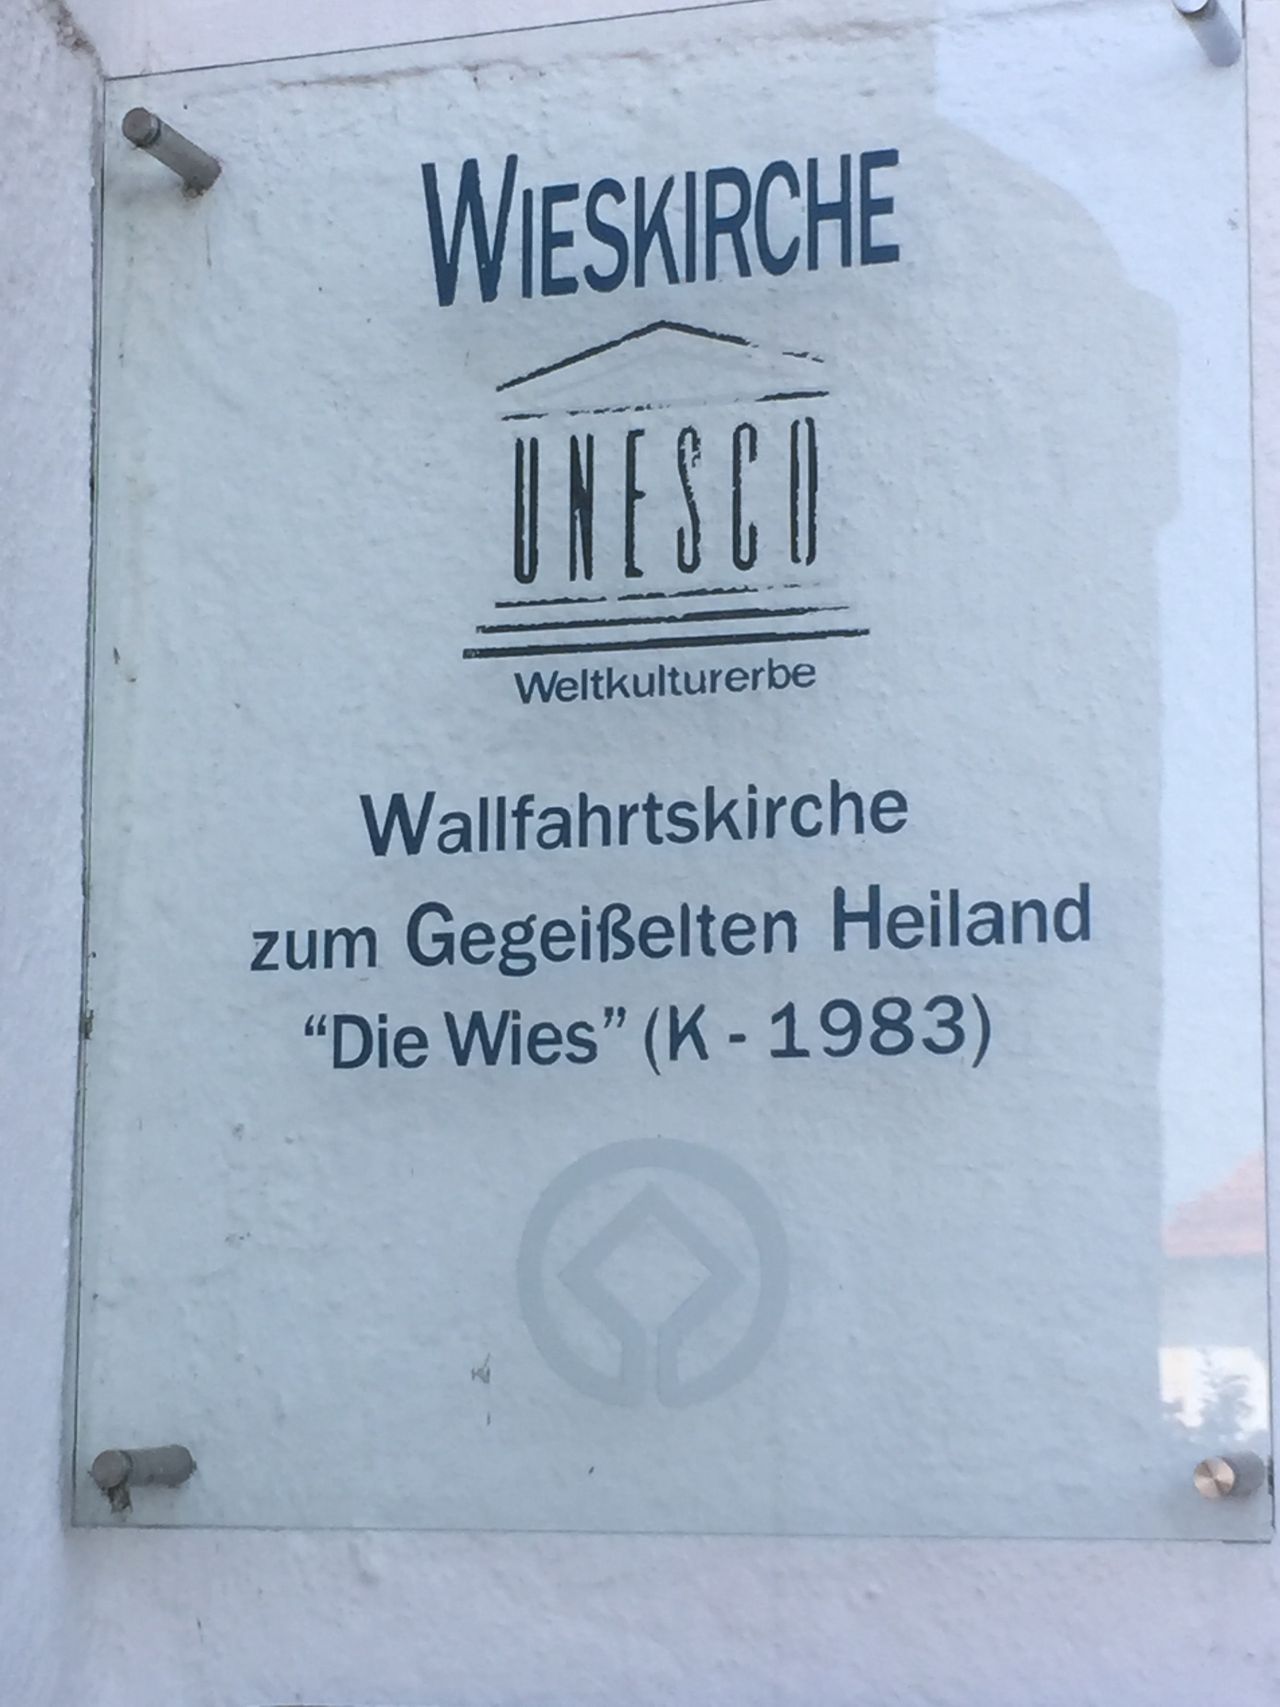 WIESKIRCHE
UNESCO
Weltkulturerbe
Wallfahrtskirche
zum Gegeißelten Heiland
“Die Wies” (K - 1983)